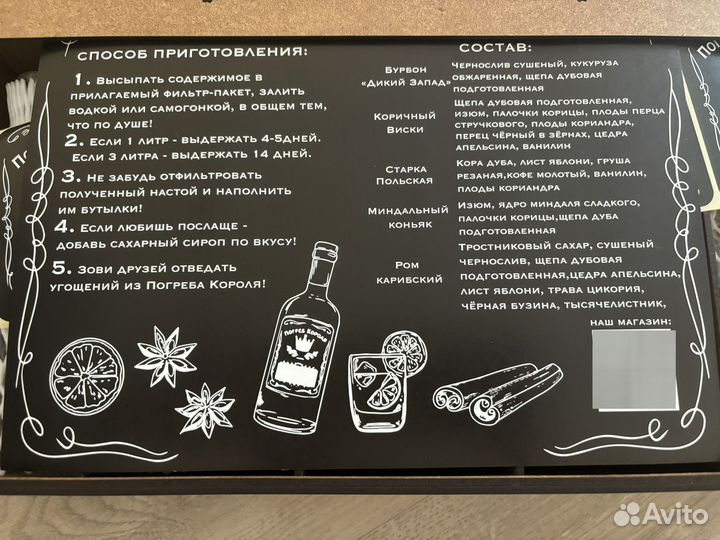 СПОСОБ ПРИГОТОВЛЕНИЯ:
1. Высыпать содержимое в
прилагаемый фильтр-пакет, залить
водкой или самогонкой, в общем тем,
что по душе!
2. Если 1 литр - выдержать 4-5дней.
Если 3 литра - выдержать 14 дней.
3. Не забудь отфильтровать
полученный настой и наполнить
им бутылки!
4. Если любишь послаще -
добавь сахарный сироп по вкусу!
5. Зови друзей отведать
угощений из Погреба Короля!
СОСТАВ:
Бурбон
«Дикий Запад»
Чернослив сушеный, кукуруза
обжаренная, щепа дубовая
подготовленная
Коричный
Виски
Щепа дубовая подготовленная,
изюм, палочки корицы, плоды перца
стручкового, плоды кориандра,
перец чёрный в зёрнах, цедра
апельсина, ванилин
Старка
Польская
Кора дуба, лист яблони, груша
резаная,кофе молотый, ванилин,
плоды кориандра
Миндальный
коньяк
Изюм, ядро миндаля сладкого,
палочки корицы,щепа дуба
подготовленная
Ром
карибский
Тростниковый сахар, сушеный
чернослив, щепа дубовая
подготовленная,цедра апельсина,
лист яблони, трава цикория,
чёрная бузина, тысячелистник,
наш магазин:
Погреб Короля
Avito